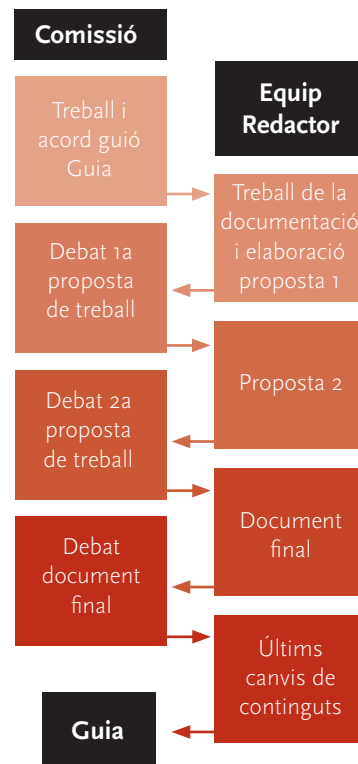 Comissió
Treball i
acord guió
Guia
Equip
Redactor
Treball de la
documentació
i elaboració
proposta 1
Debat 1a
proposta
de treball
Proposta 2
Debat 2a
proposta
de treball
Document
final
Debat
document
final
Últims
canvis de
continguts
Guia